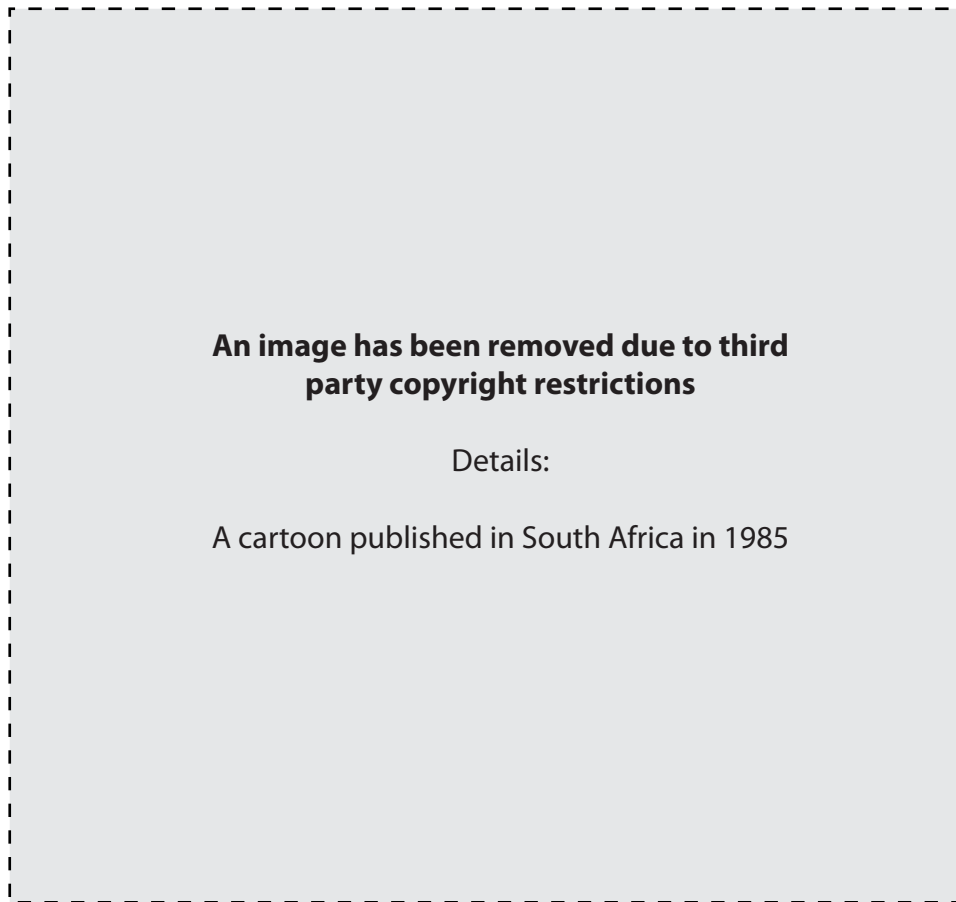 An image has been removed due to third
party copyright restrictions
Details:
A cartoon published in South Africa in 1985